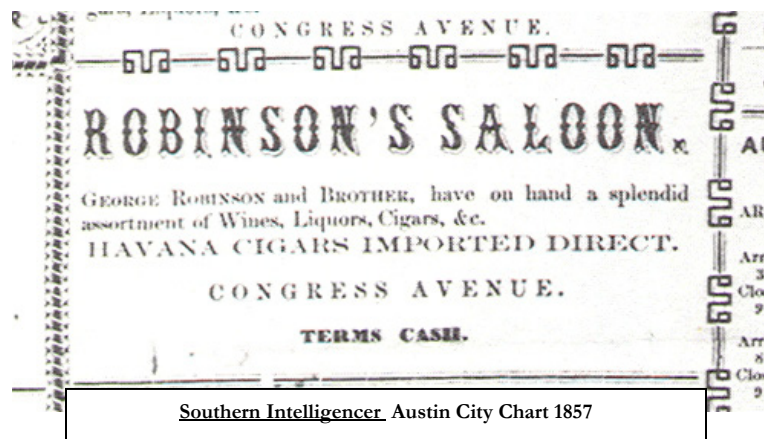 CONGRESS AVENUE.
ROBINSON'S SALOON.
GEORGE ROBINSON and BROTHER, have on hand a splendid
assortment of Wines, Liquors, Cigars, &c.
HAVANA CIGARS IMPORTED DIRECT.
CONGRESS AVENUE.
TERMS CASH.
Southern Intelligencer Austin City Chart 1857